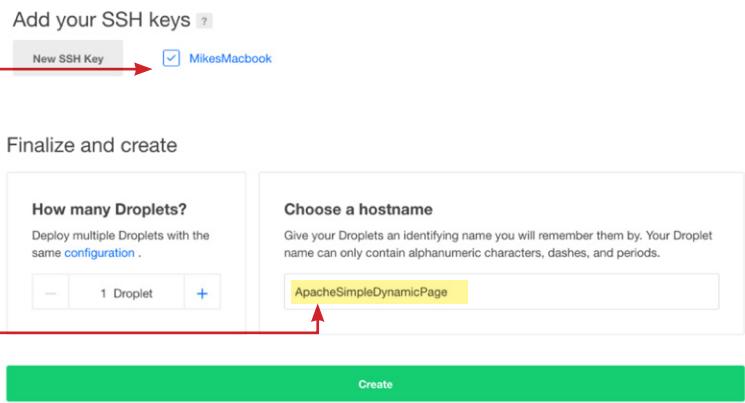 Add your SSH keys ?
New SSH Key MikesMacbook
Finalize and create
How many Droplets?
Deploy multiple Droplets with the
same configuration .
— 1 Droplet +
Choose a hostname
Give your Droplets an identifying name you will remember them by. Your Droplet
name can only contain alphanumeric characters, dashes, and periods.
ApacheSimpleDynamicPage
Create